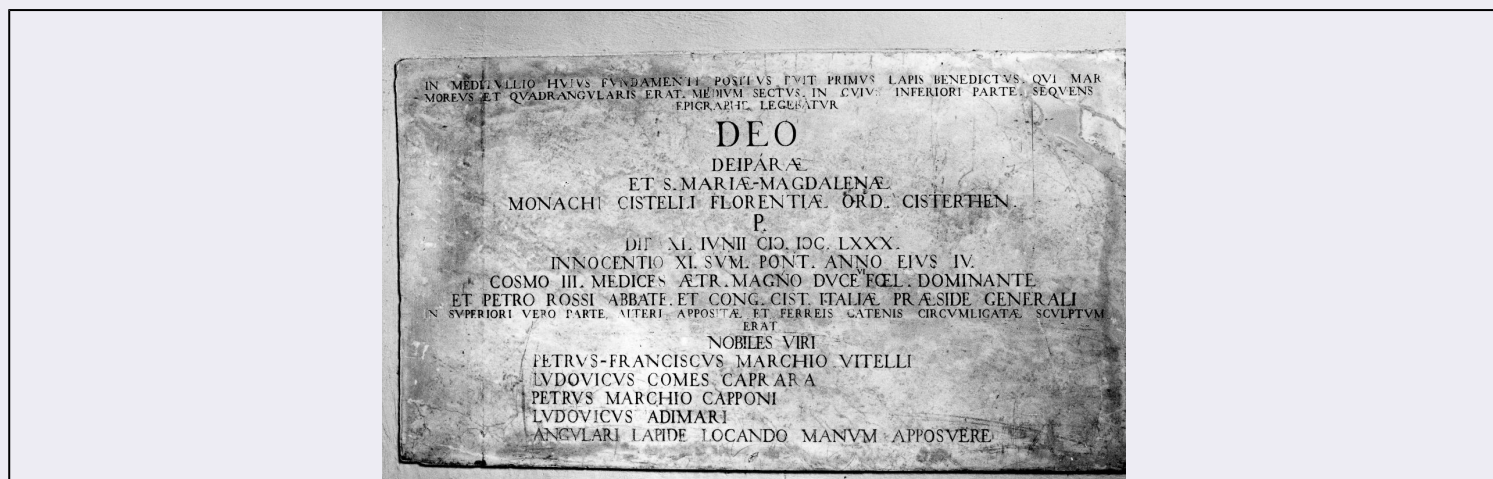 IN MEDITVLLIO HVIVS FVNDAMENTI POSITVS FVIT PRIMVS LAPIS BENEDICTVS. QVI MAR
MOREVS ET QVADRANGVLARIS ERAT. MEDIVM SECTVS. IN CVIVS INFERIORI PARTE. SEQVENS
EPIGRAPHE LEGEBATVR
DEO
DEIPARÆ
ET S. MARIÆ-MAGDALENÆ
MONACHI CISTELLI FLORENTIÆ ORD. CISTERTIEN.
P.
DIE XI. IVNII CIↃ. IↃC. LXXX.
INNOCENTIO XI. SVM. PONT. ANNO EIVS IV.
COSMO III. MEDICES ÆTR. MAGNO DVCE VI FŒL. DOMINANTE
ET PETRO ROSSI ABBATE. ET CONG. CIST. ITALIÆ PRÆSIDE GENERALI
IN SVPERIORI VERO PARTE ALTERI APPOSITÆ ET FERREIS CATENIS CIRCVMLIGATÆ SCVLPTVM
ERAT
NOBILES VIRI
PETRVS-FRANCISCVS MARCHIO VITELLI
LVDOVICVS COMES CAPRARA
PETRVS MARCHIO CAPPONI
LVDOVICVS ADIMARI
ANGVLARI LAPIDE LOCANDO MANVM APPOSVERE